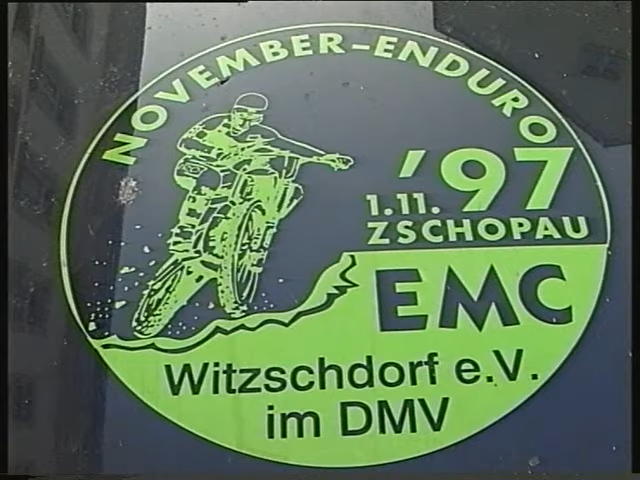 NOVEMBER-ENDURO
'97
1.11.
ZSCHOPAU
EMC
Witzschdorf e.V.
im DMV